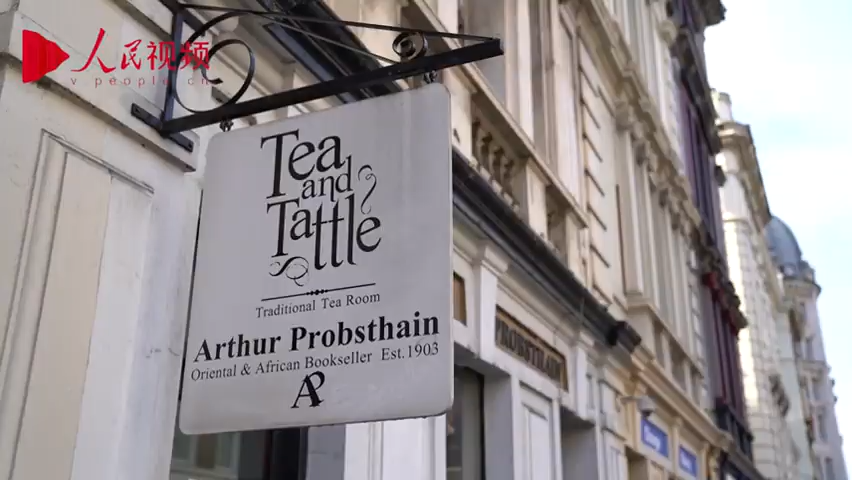 人民视频
v.people.cn
Tea
and
Tattle
Traditional Tea Room
Arthur Probsthain
Oriental & African Bookseller Est.1903
AP
PROBSTHAIN